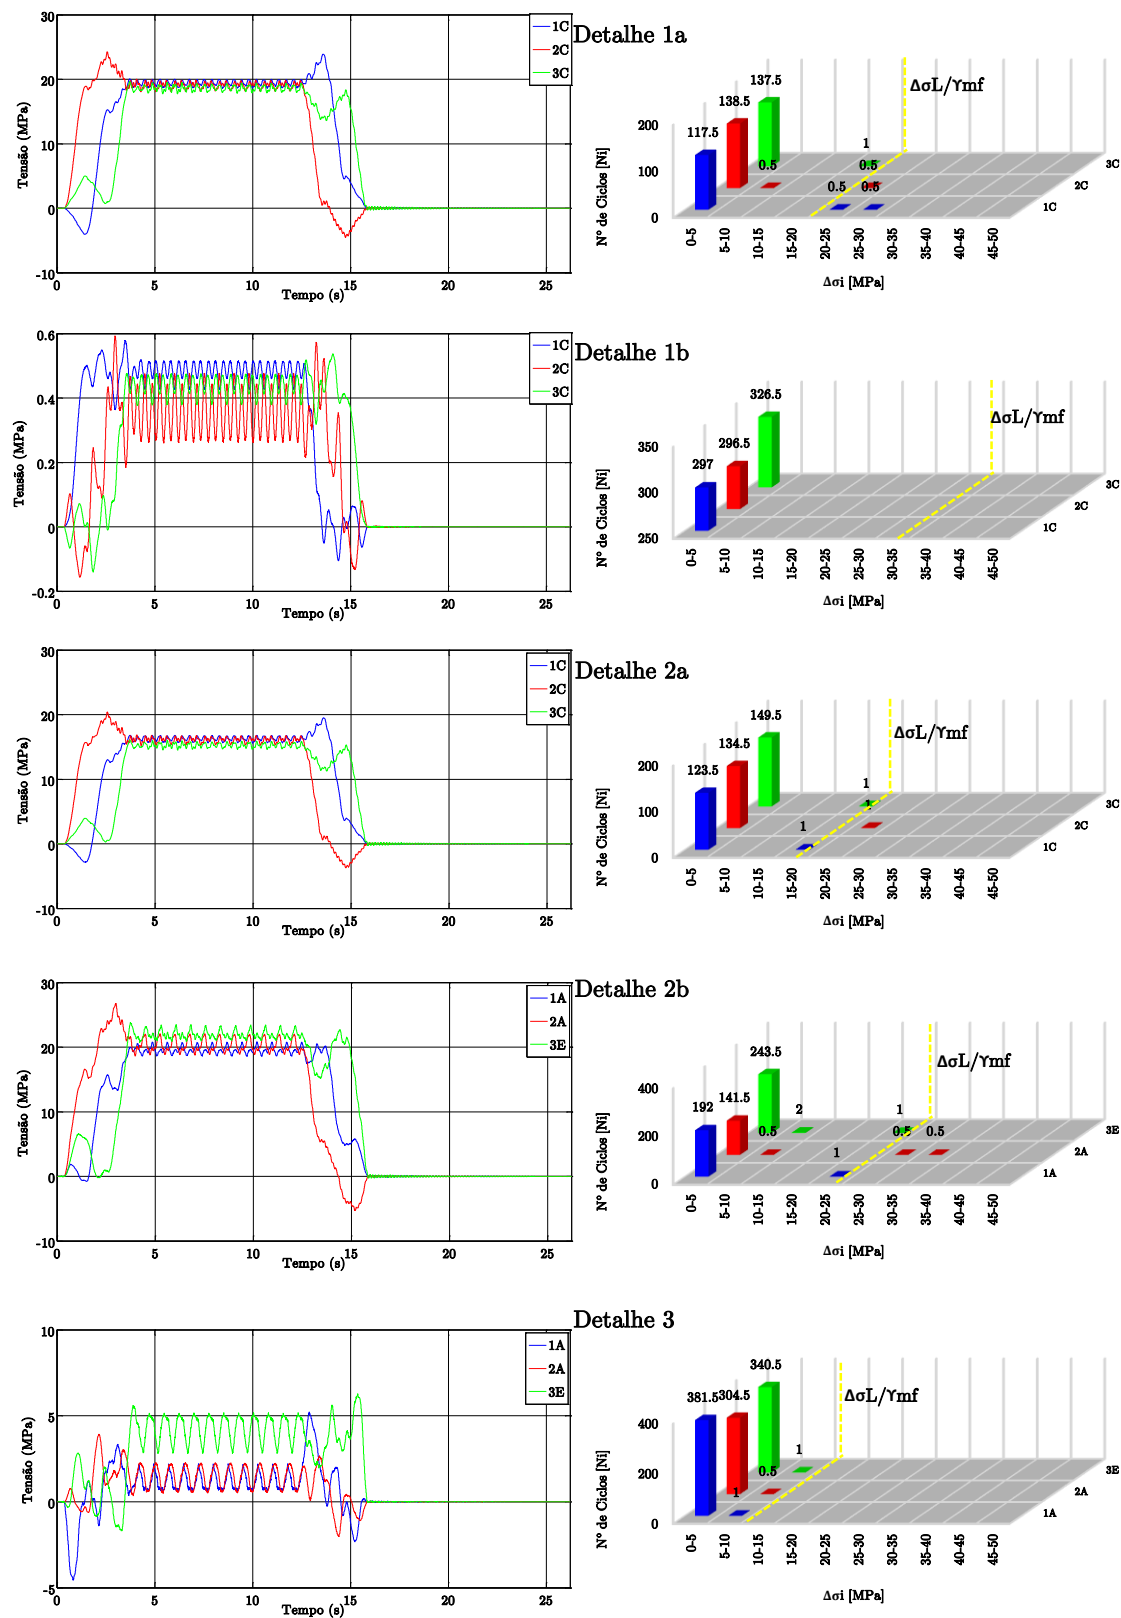 Detalhe 1a
30
20
10
0
-10
Tensão (MPa)
0 5 10 15 20 25
Tempo (s)
1C
2C
3C
200
100
0
N° de Ciclos [Ni]
117.5
138.5
137.5
0.5
1
0.5
0.5 0.5
ΔσL/ϒmf
3C
2C
1C
0-5 5-10 10-15 15-20 20-25 25-30 30-35 35-40 40-45 45-50
Δσi [MPa]
Detalhe 1b
0.6
0.4
0.2
0
-0.2
Tensão (MPa)
0 5 10 15 20 25
Tempo (s)
1C
2C
3C
350
300
250
N° de Ciclos [Ni]
297
296.5
326.5
ΔσL/ϒmf
3C
2C
1C
0-5 5-10 10-15 15-20 20-25 25-30 30-35 35-40 40-45 45-50
Δσi [MPa]
Detalhe 2a
30
20
10
0
-10
Tensão (MPa)
0 5 10 15 20 25
Tempo (s)
1C
2C
3C
200
100
0
N° de Ciclos [Ni]
123.5
134.5
149.5
1
1
1
ΔσL/ϒmf
3C
2C
1C
0-5 5-10 10-15 15-20 20-25 25-30 30-35 35-40 40-45 45-50
Δσi [MPa]
Detalhe 2b
30
20
10
0
-10
Tensão (MPa)
0 5 10 15 20 25
Tempo (s)
1A
2A
3E
400
200
0
N° de Ciclos [Ni]
192
141.5
243.5
2
1
0.5
0.5 0.5
1
ΔσL/ϒmf
3E
2A
1A
0-5 5-10 10-15 15-20 20-25 25-30 30-35 35-40 40-45 45-50
Δσi [MPa]
Detalhe 3
10
5
0
-5
Tensão (MPa)
0 5 10 15 20 25
Tempo (s)
1A
2A
3E
400
200
0
N° de Ciclos [Ni]
381.5
304.5
340.5
1
0.5
1
ΔσL/ϒmf
3E
2A
1A
0-5 5-10 10-15 15-20 20-25 25-30 30-35 35-40 40-45 45-50
Δσi [MPa]